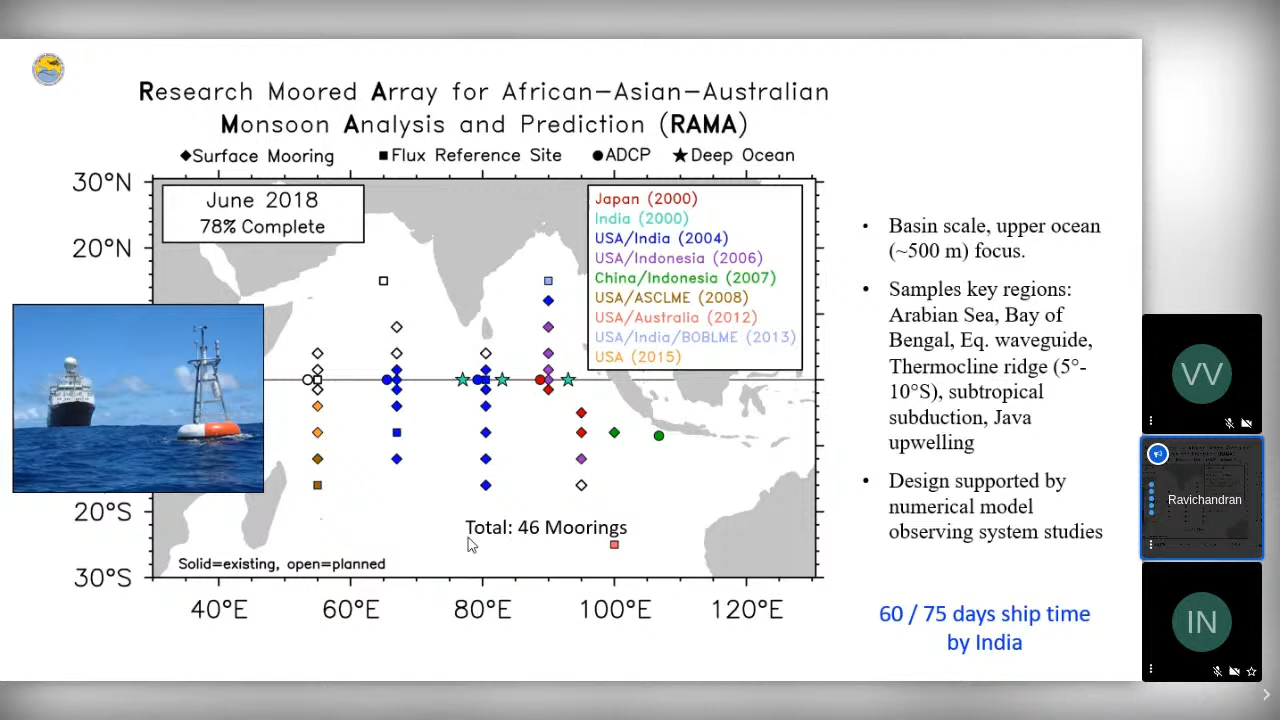 Research Moored Array for African-Asian-Australian
Monsoon Analysis and Prediction (RAMA)
Surface Mooring Flux Reference Site ADCP Deep Ocean
30°N
20°N
20°S
30°S
June 2018
78% Complete
Japan (2000)
India (2000)
USA/India (2004)
USA/Indonesia (2006)
China/Indonesia (2007)
USA/ASCLME (2008)
USA/Australia (2012)
USA/India/BOBLME (2013)
USA (2015)
Total: 46 Moorings
Solid=existing, open=planned
40°E 60°E 80°E 100°E 120°E
• Basin scale, upper ocean
(~500 m) focus.
• Samples key regions:
Arabian Sea, Bay of
Bengal, Eq. waveguide,
Thermocline ridge (5°-
10°S), subtropical
subduction, Java
upwelling
• Design supported by
numerical model
observing system studies
60 / 75 days ship time
by India
VV
Ravichandran
IN